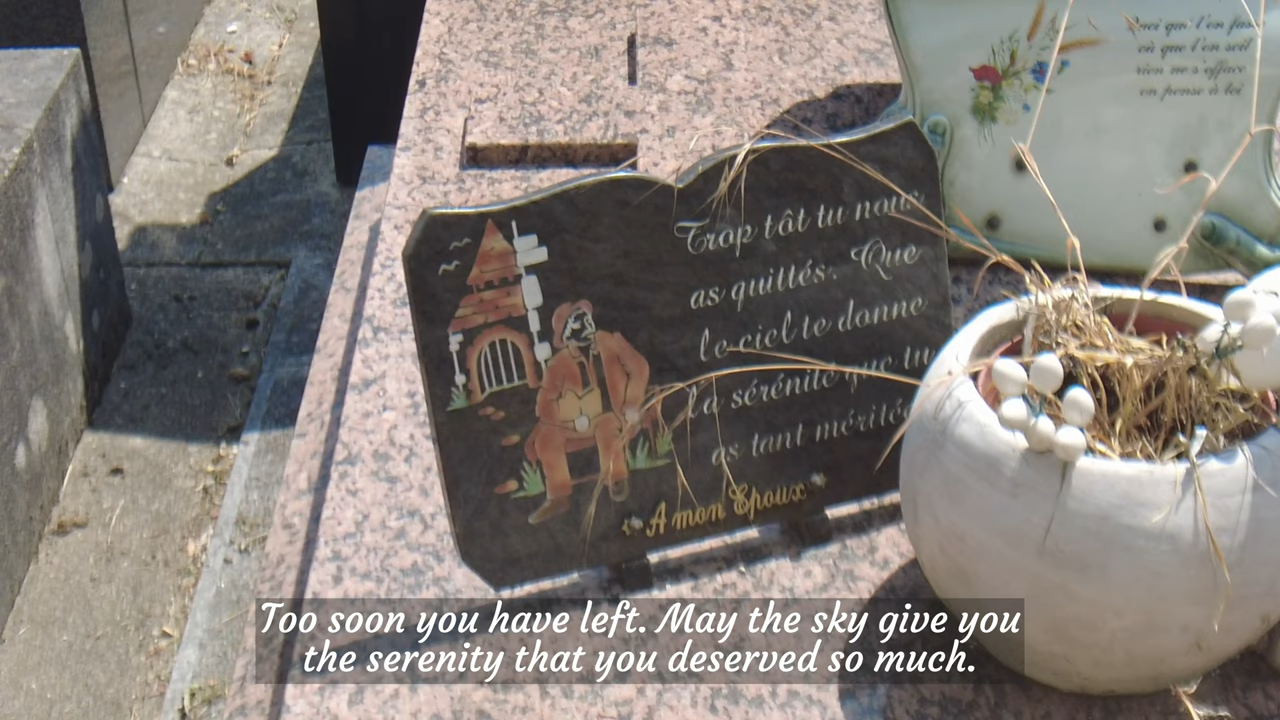 Quoi qu'l'on fasse
où que l'on soit
rien ne s'efface
on pense à toi
Trop tôt tu nous
as quittés. Que
le ciel te donne
la sérénité que tu
as tant méritée
A mon Epoux
Too soon you have left. May the sky give you
the serenity that you deserved so much.